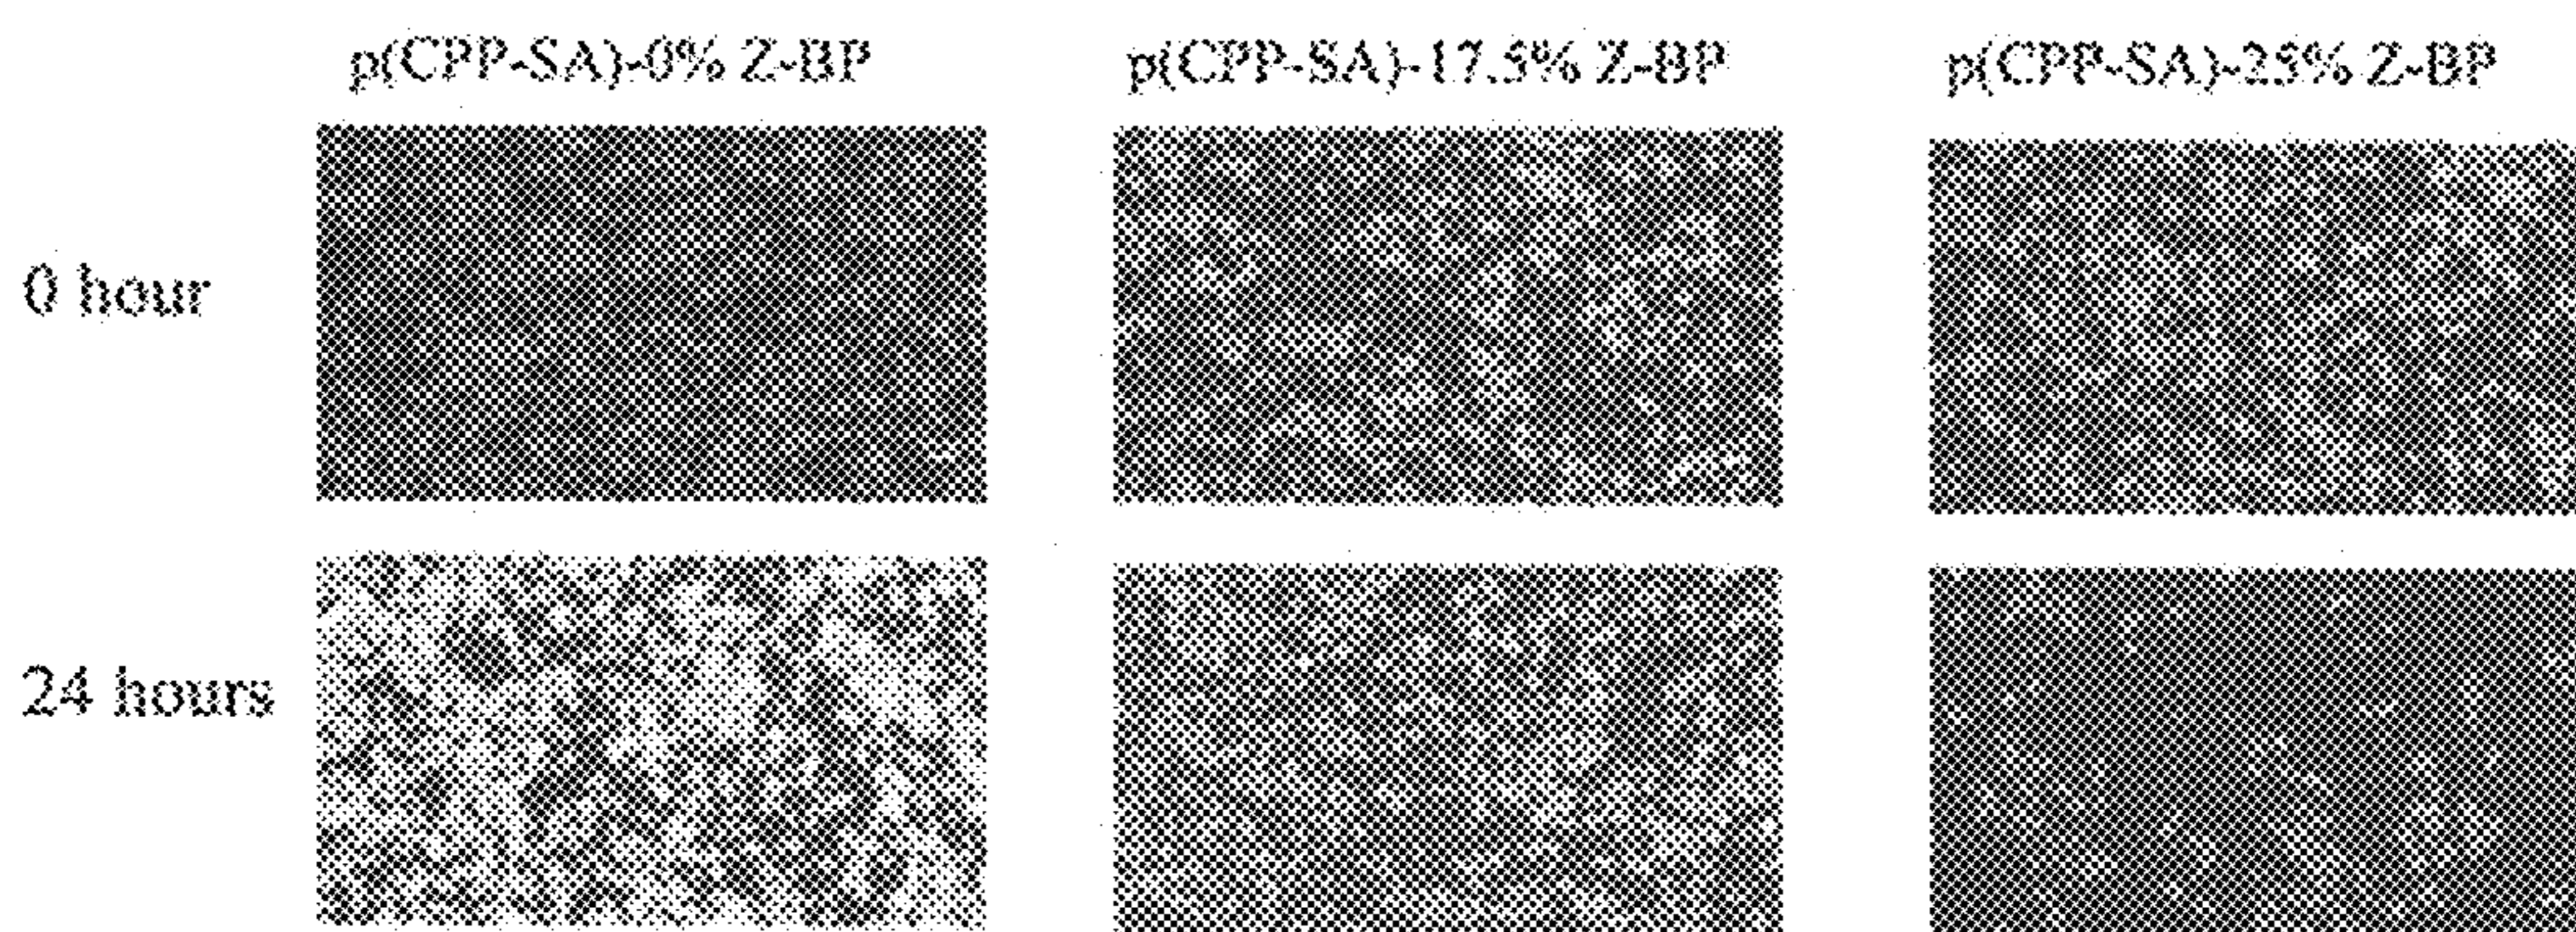 p(CPP-SA)-0% Z-BP p(CPP-SA)-17.5% Z-BP p(CPP-SA)-25% Z-BP
0 hour
24 hours